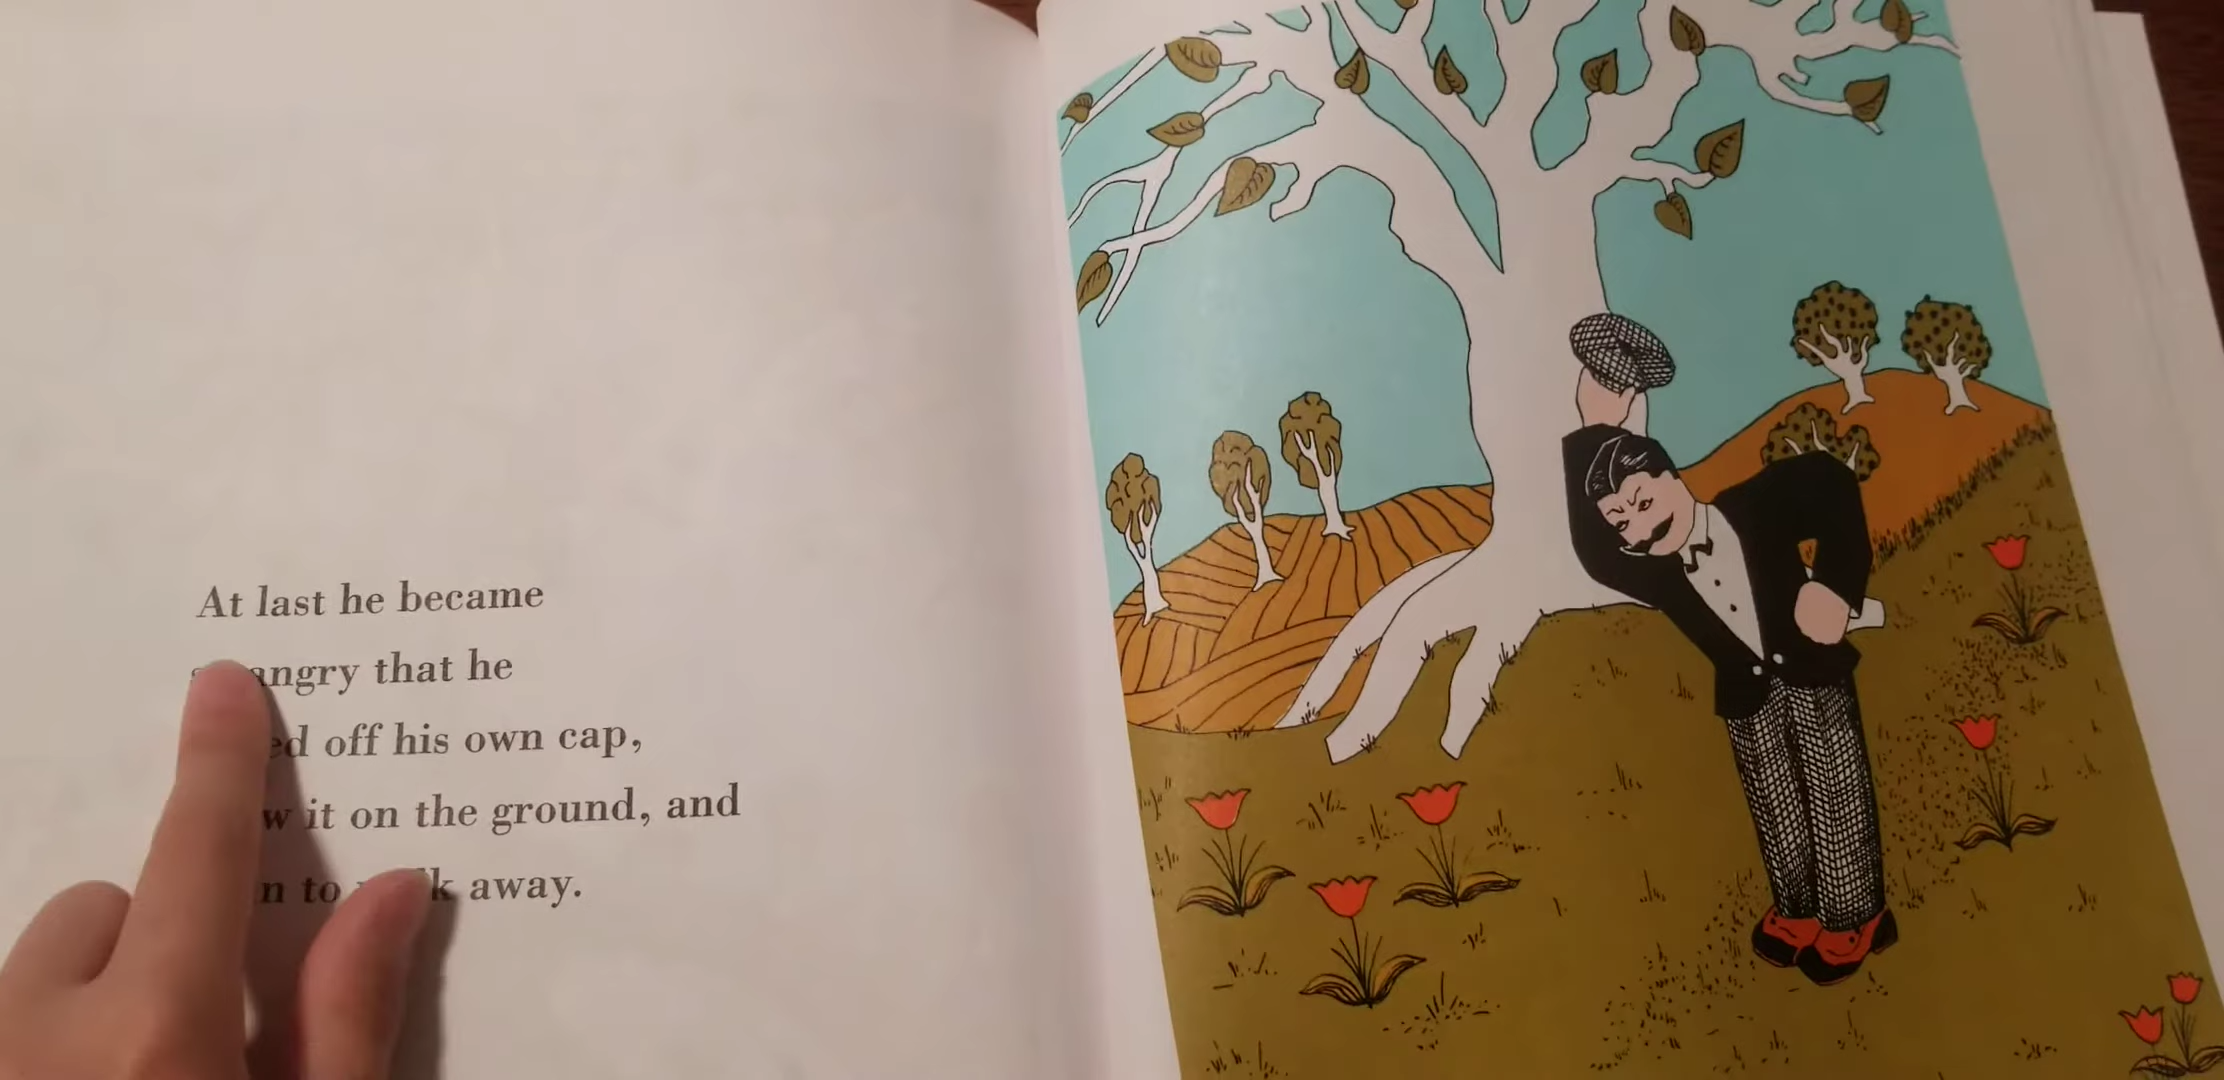 At last he became
angry that he
off his own cap,
it on the ground, and
to away.